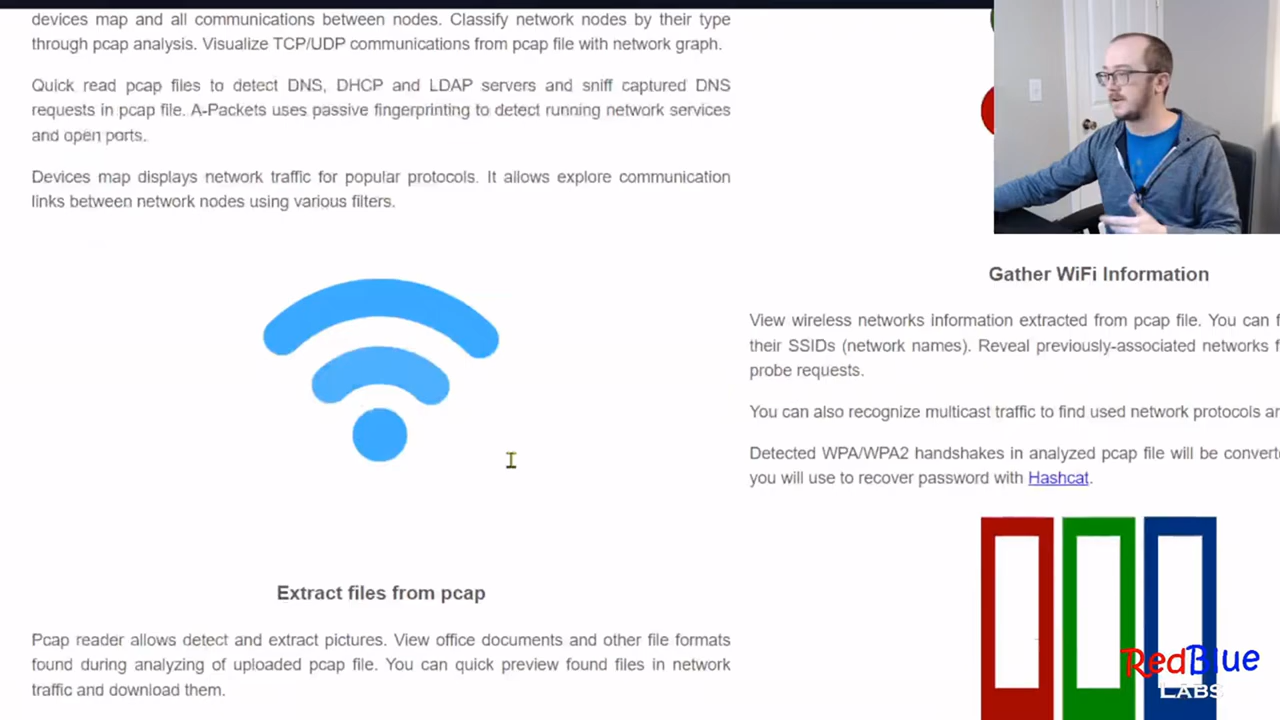 devices map and all communications between nodes. Classify network nodes by their type
through pcap analysis. Visualize TCP/UDP communications from pcap file with network graph.
Quick read pcap files to detect DNS, DHCP and LDAP servers and sniff captured DNS
requests in pcap file. A-Packets uses passive fingerprinting to detect running network services
and open ports.
Devices map displays network traffic for popular protocols. It allows explore communication
links between network nodes using various filters.
Gather WiFi Information
View wireless networks information extracted from pcap file. You can
their SSIDs (network names). Reveal previously-associated networks
probe requests.
You can also recognize multicast traffic to find used network protocols
Detected WPA/WPA2 handshakes in analyzed pcap file will be
you will use to recover password with Hashcat.
Extract files from pcap
Pcap reader allows detect and extract pictures. View office documents and other file formats
found during analyzing of uploaded pcap file. You can quick preview found files in network
traffic and download them.
RedBlue
LABS